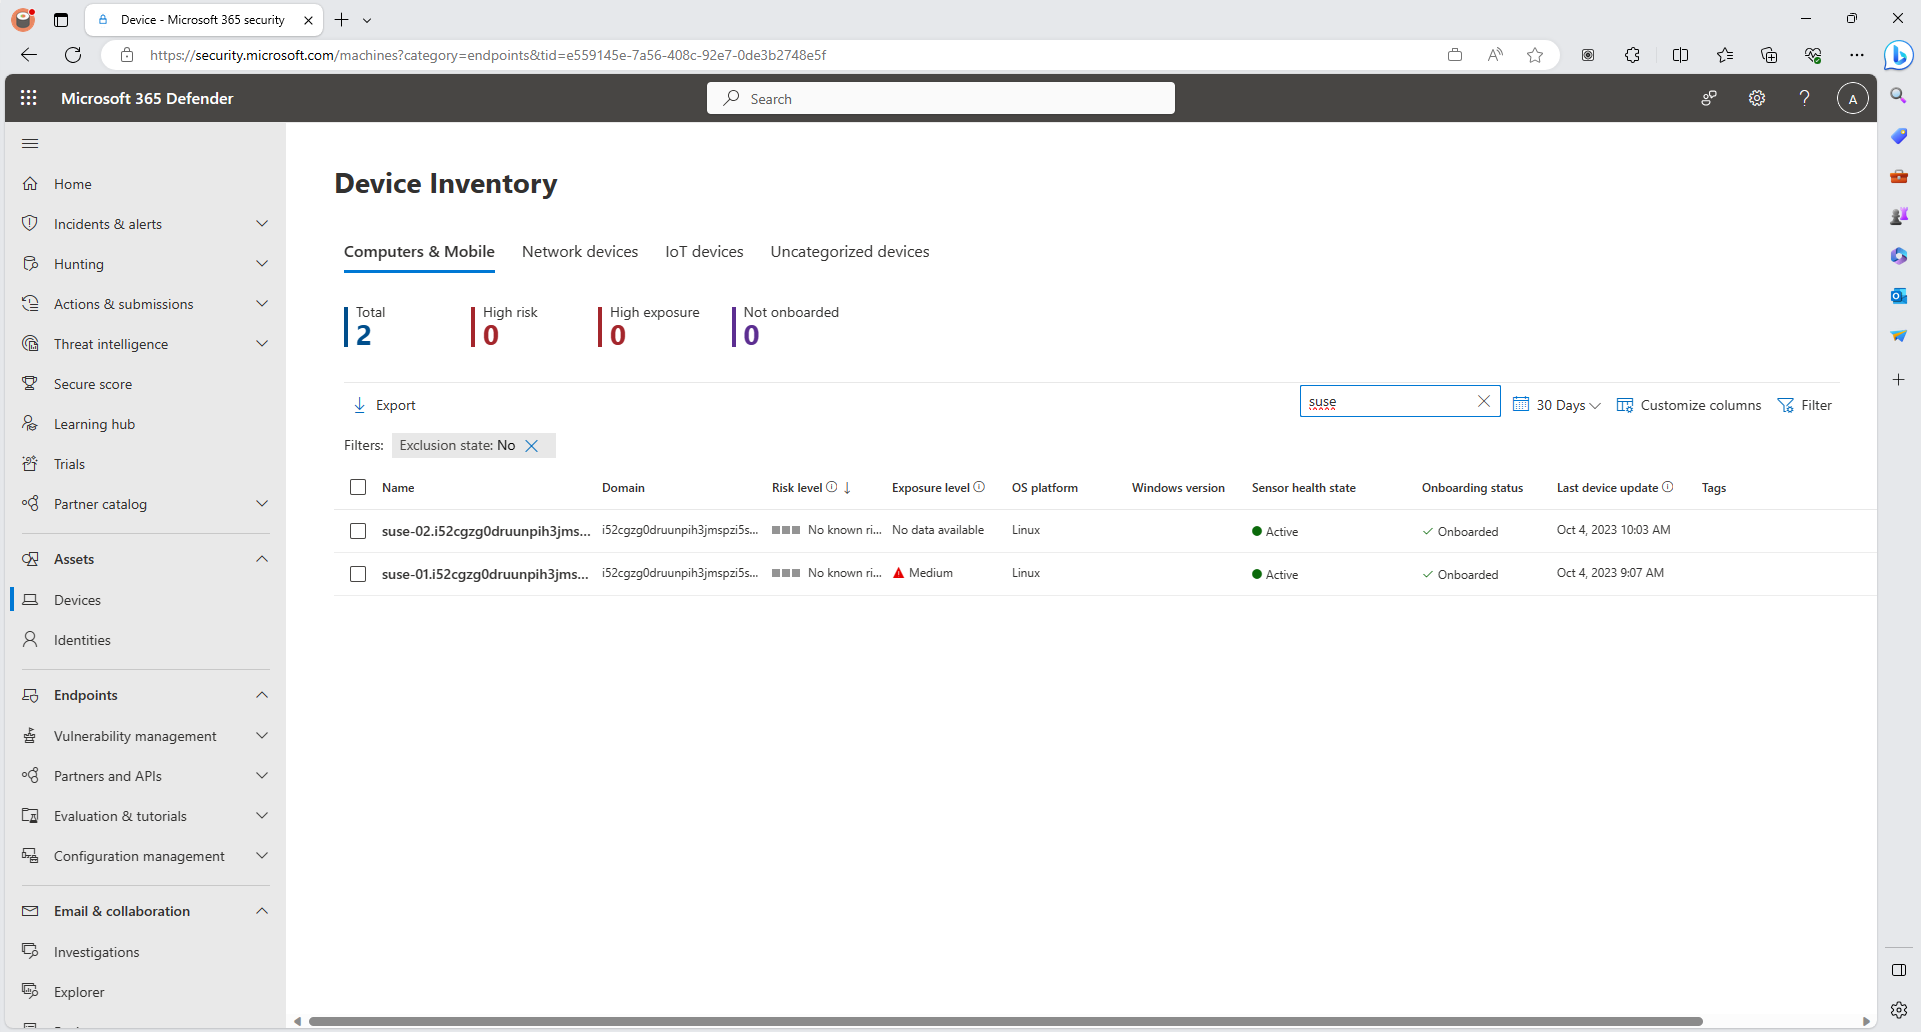 Device - Microsoft 365 security
https://security.microsoft.com/machines?category=endpoints&tid=e559145e-7a56-408c-92e7-0de3b2748e5f
Microsoft 365 Defender
Search
A
Home
Incidents & alerts
Hunting
Actions & submissions
Threat intelligence
Secure score
Learning hub
Trials
Partner catalog
Assets
Devices
Identities
Endpoints
Vulnerability management
Partners and APIs
Evaluation & tutorials
Configuration management
Email & collaboration
Investigations
Explorer
Device Inventory
Computers & Mobile Network devices IoT devices Uncategorized devices
Total High risk High exposure Not onboarded
2 0 0 0
Export suse 30 Days Customize columns Filter
Filters: Exclusion state: No
Name Domain Risk level Exposure level OS platform Windows version Sensor health state Onboarding status Last device update Tags
suse-02.i52cgzg0druunpih3jms... i52cgzg0druunpih3jmspzi5s... No known ri... No data available Linux Active Onboarded Oct 4, 2023 10:03 AM
suse-01.i52cgzg0druunpih3jms... i52cgzg0druunpih3jmspzi5s... No known ri... Medium Linux Active Onboarded Oct 4, 2023 9:07 AM